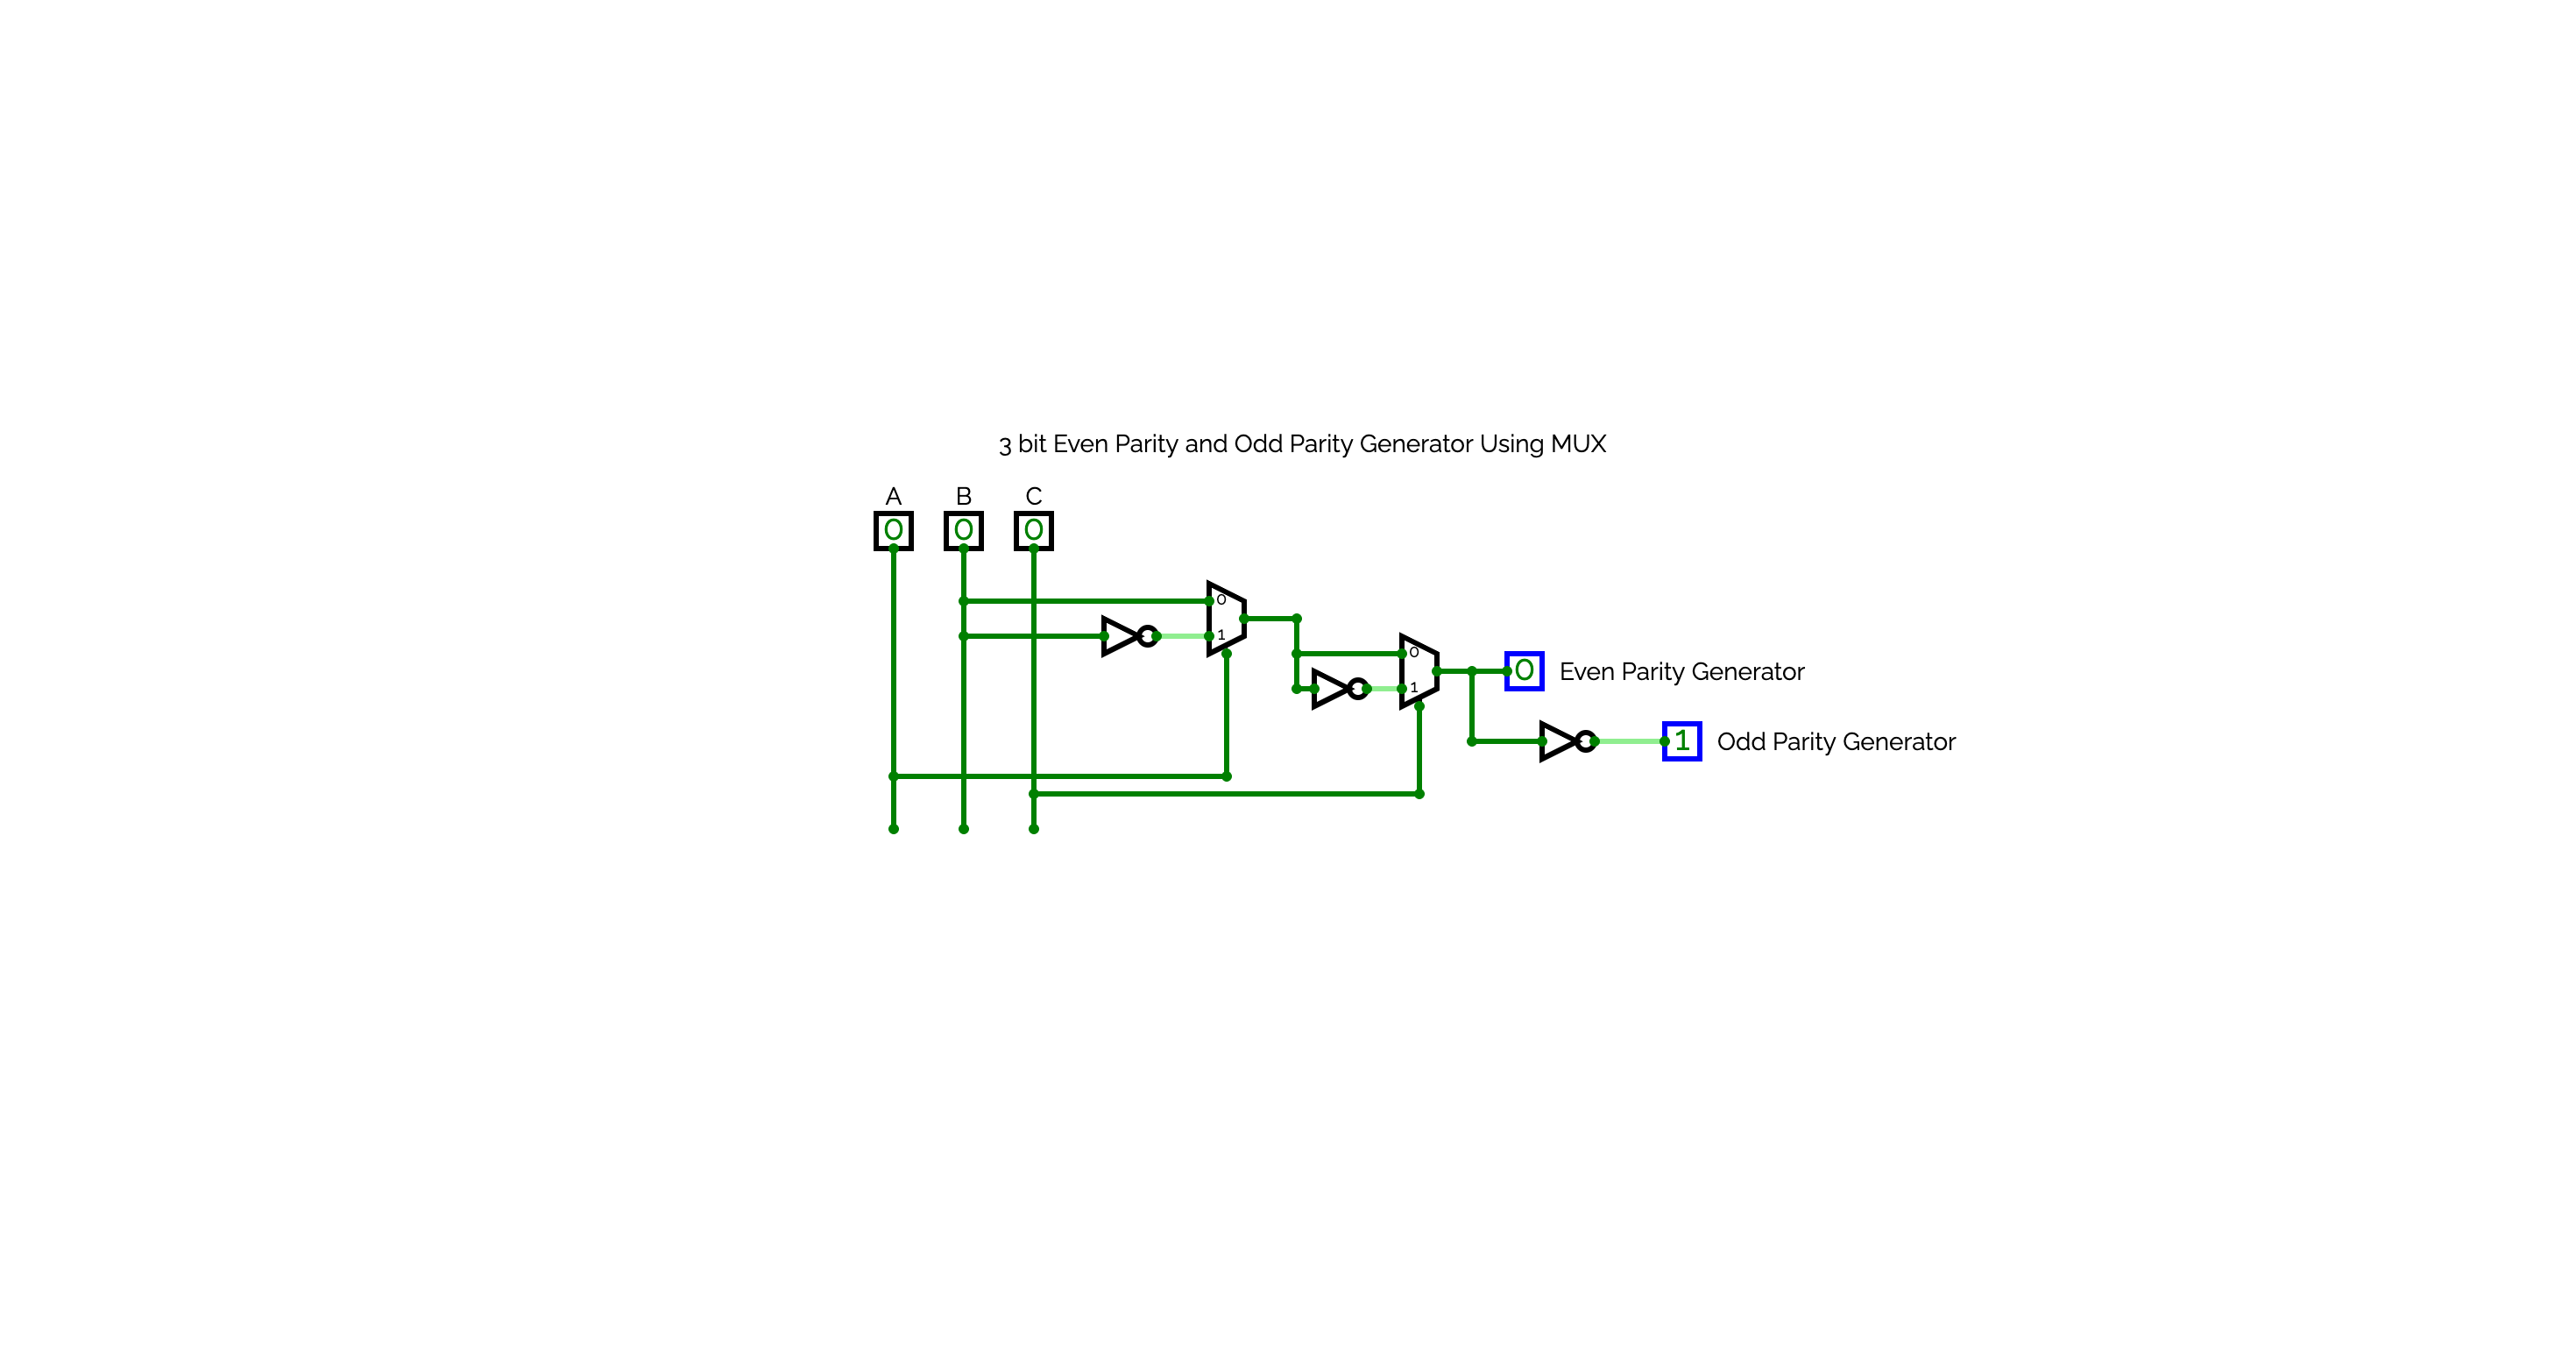 3 bit Even Parity and Odd Parity Generator Using MUX
A B C
0 0 0
0
1
0
1
0 Even Parity Generator
1 Odd Parity Generator